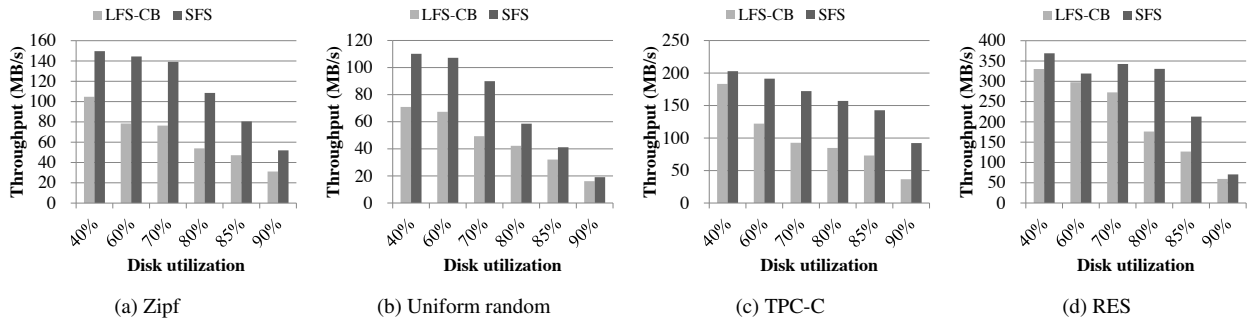 LFS-CB SFS
Throughput (MB/s)
160
140
120
100
80
60
40
20
0
40% 60% 70% 80% 85% 90%
Disk utilization
(a) Zipf
LFS-CB SFS
Throughput (MB/s)
120
100
80
60
40
20
0
40% 60% 70% 80% 85% 90%
Disk utilization
(b) Uniform random
LFS-CB SFS
Throughput (MB/s)
250
200
150
100
50
0
40% 60% 70% 80% 85% 90%
Disk utilization
(c) TPC-C
LFS-CB SFS
Throughput (MB/s)
400
350
300
250
200
150
100
50
0
40% 60% 70% 80% 85% 90%
Disk utilization
(d) RES